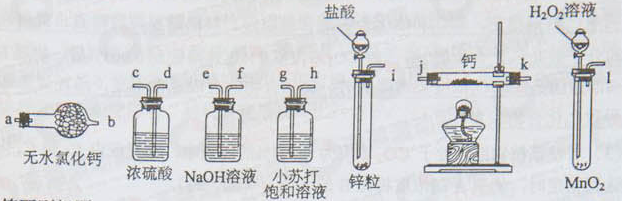 盐酸
H₂O₂溶液
c d e f g h i j 钙 k l
a b
无水氯化钙
浓硫酸
NaOH溶液
小苏打
饱和溶液
锌粒
MnO₂